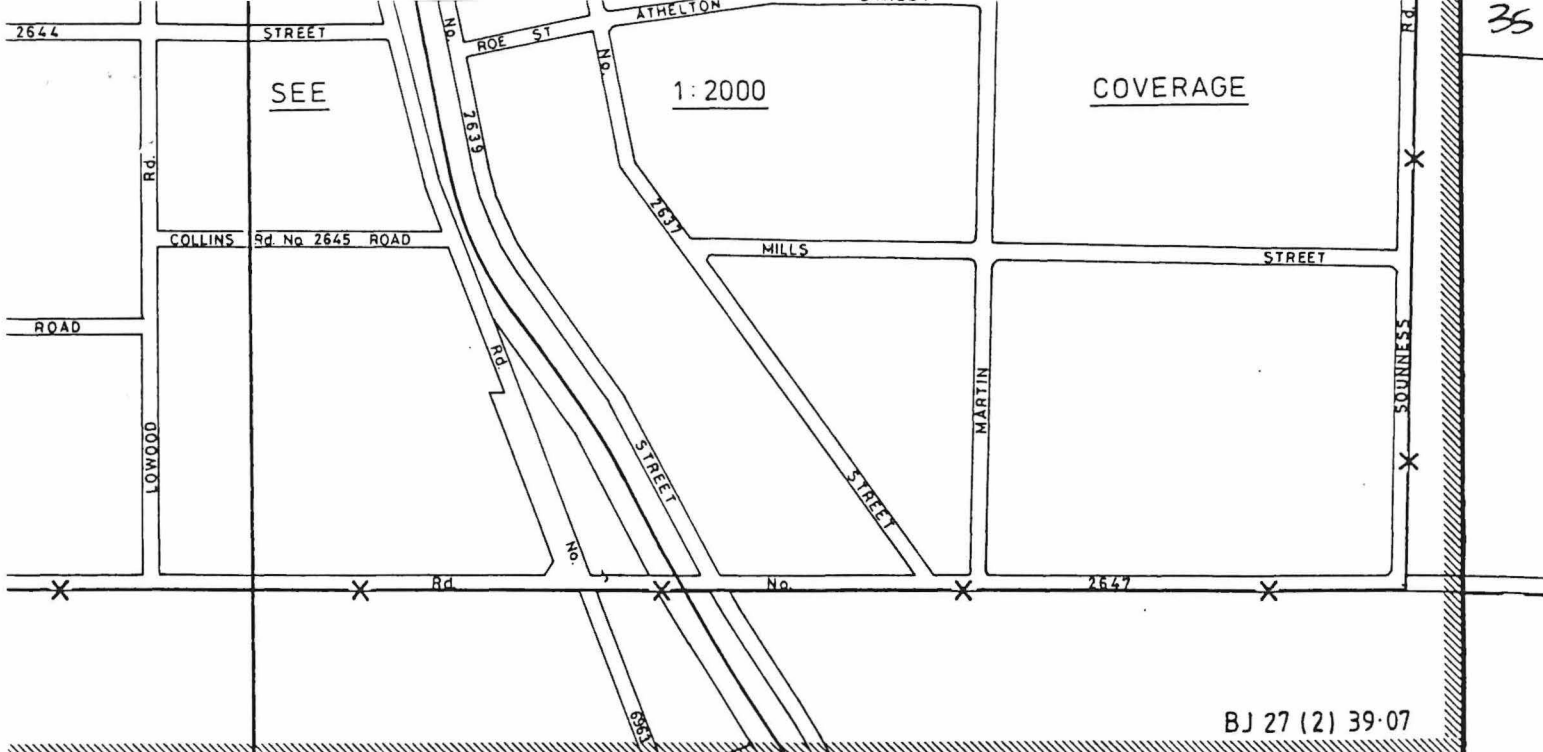 35
2644 STREET
No.
ROE ST
No.
ATHELTON
Rd.
SEE
1:2000
COVERAGE
2639
Rd.
2637
COLLINS Rd. No 2645 ROAD
MILLS STREET
ROAD
Rd.
SOUNNESS
MARTIN
LOWOOD
STREET
STREET
No.
Rd. No. 2647
6963
BJ 27 (2) 39·07